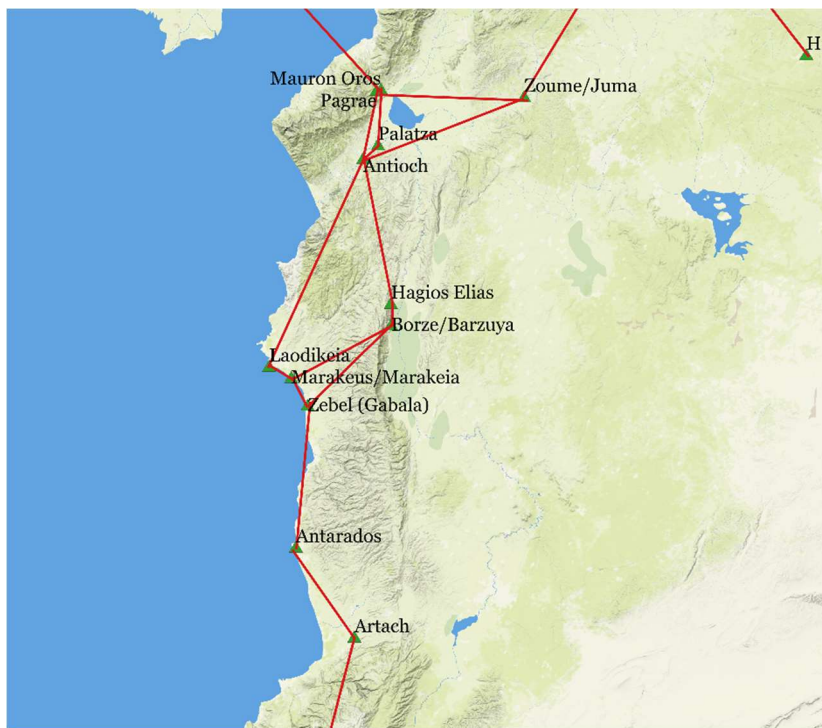 H
Mauron Oros
Zoume/Juma
Pagrae
Palatza
Antioch
Hagios Elias
Borze/Barzuya
Laodikeia
Marakeus/Marakeia
Zebel (Gabala)
Antarados
Artach